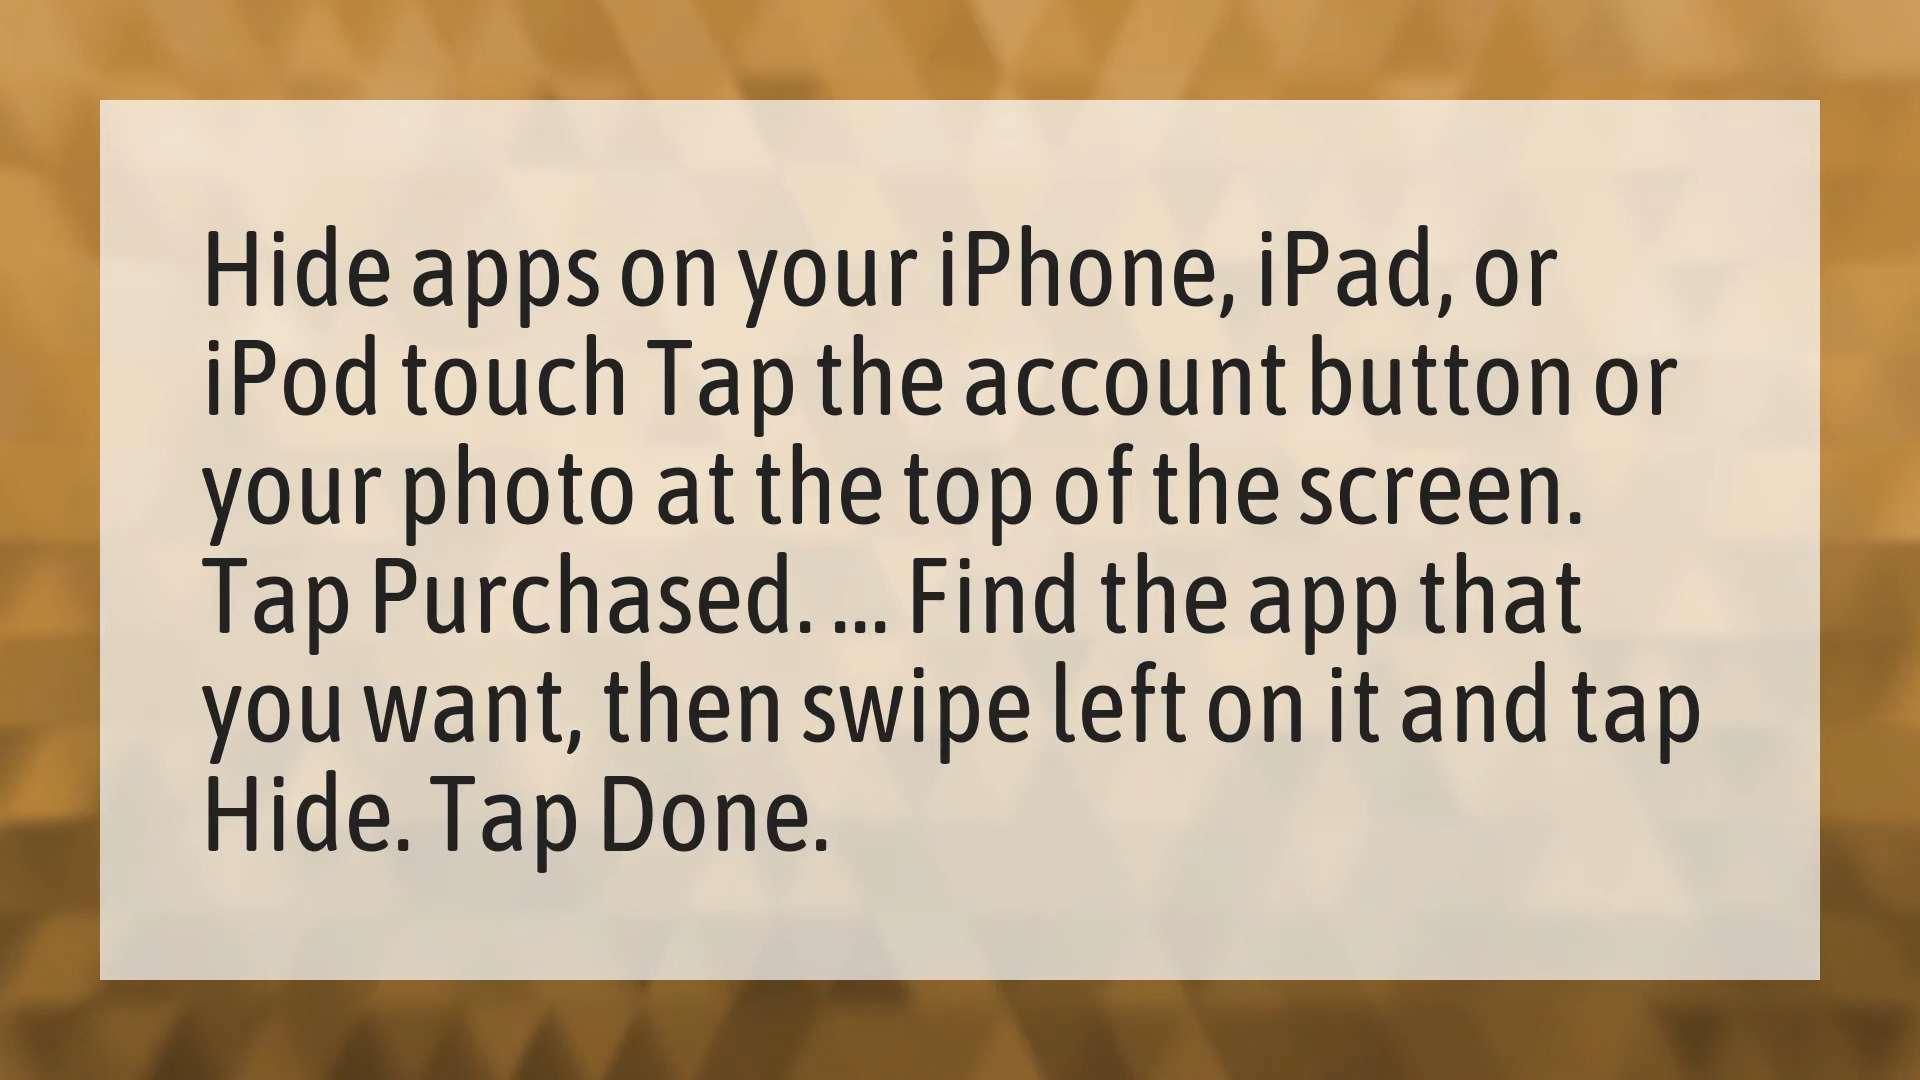 Hide apps on your iPhone, iPad, or
iPod touch Tap the account button or
your photo at the top of the screen.
Tap Purchased. ... Find the app that
you want, then swipe left on it and tap
Hide. Tap Done.